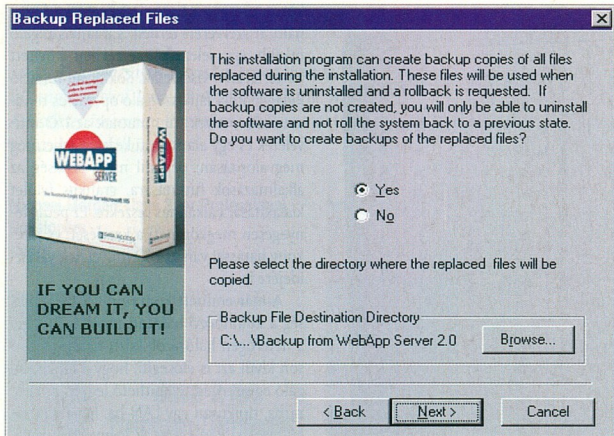 Backup Replaced Files
This installation program can create backup copies of all files
replaced during the installation. These files will be used when
the software is uninstalled and a rollback is requested. If
backup copies are not created, you will only be able to uninstall
the software and not roll the system back to a previous state.
Do you want to create backups of the replaced files?
Yes
No
Please select the directory where the replaced files will be
copied.
Backup File Destination Directory
C:\...\Backup from WebApp Server 2.0
Browse...
< Back
Next >
Cancel
WEBAPP
SERVER
DATA ACCESS
DATA ACCESS
IF YOU CAN
DREAM IT, YOU
CAN BUILD IT!